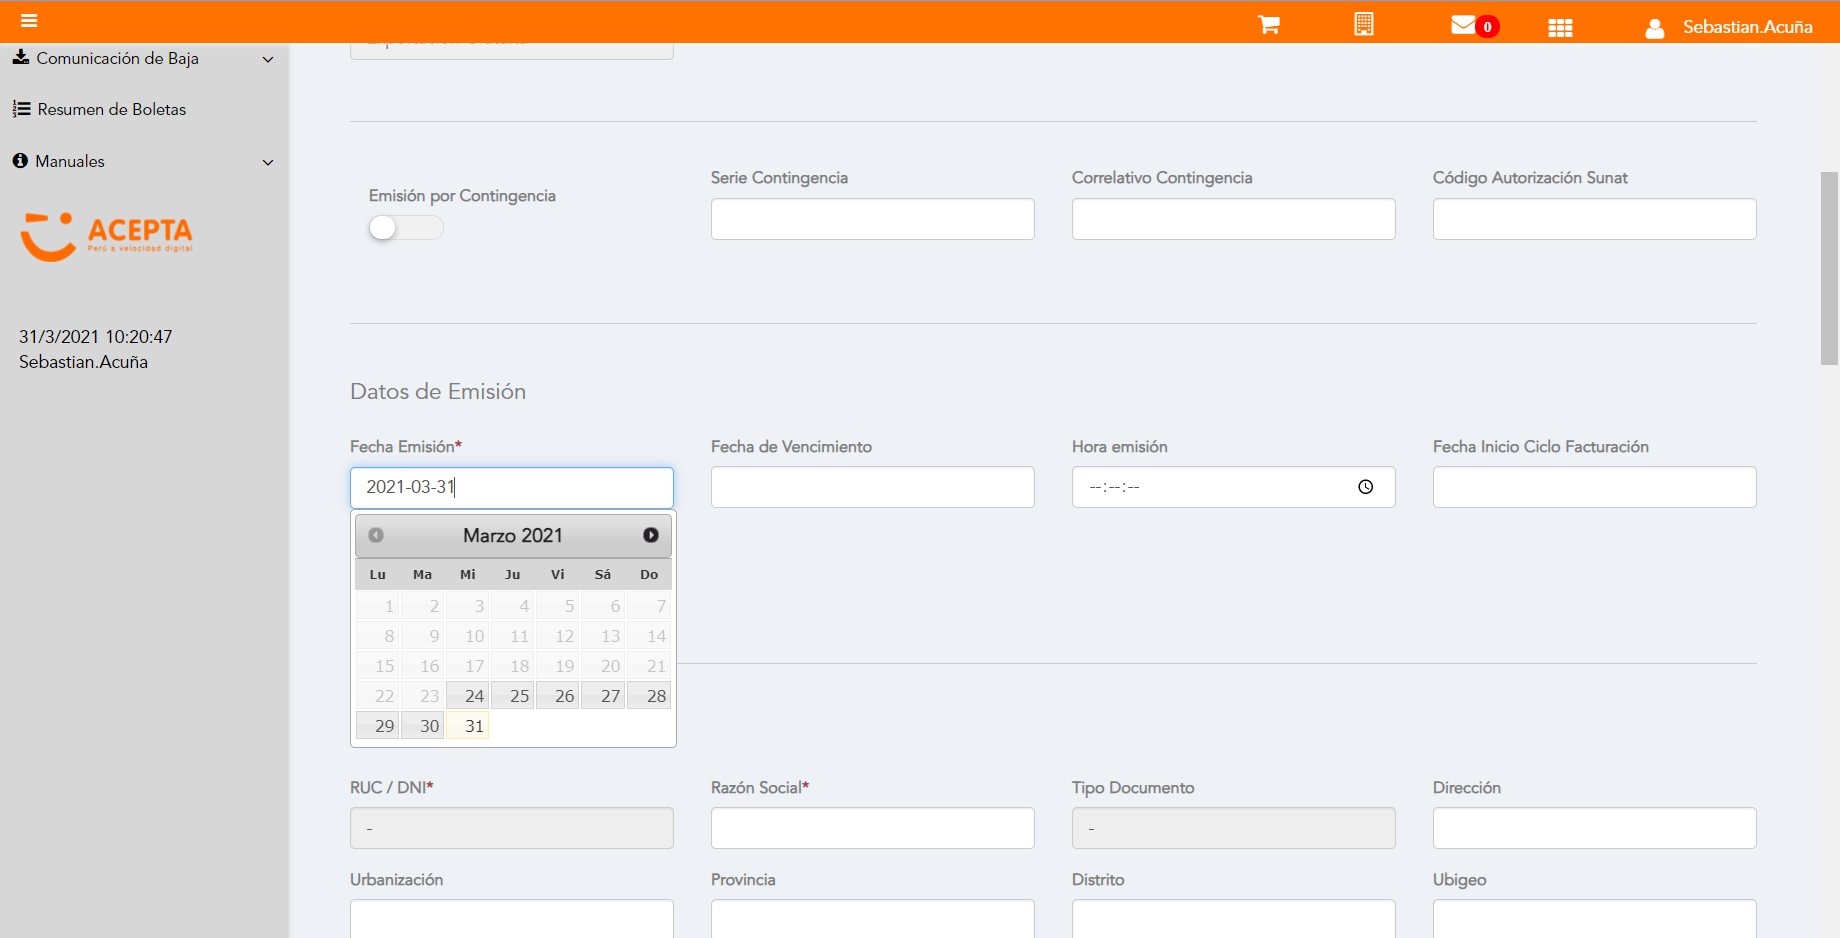 0
Sebastian.Acuña
Comunicación de Baja
Resumen de Boletas
Manuales
ACEPTA
Perú a velocidad digital
31/3/2021 10:20:47
Sebastian.Acuña
Emisión por Contingencia
Serie Contingencia
Correlativo Contingencia
Código Autorización Sunat
Datos de Emisión
Fecha Emisión*
Fecha de Vencimiento
Hora emisión
Fecha Inicio Ciclo Facturación
2021-03-31
--:--:--
Marzo 2021
Lu Ma Mi Ju Vi Sá Do
1 2 3 4 5 6 7
8 9 10 11 12 13 14
15 16 17 18 19 20 21
22 23 24 25 26 27 28
29 30 31
RUC / DNI*
Razón Social*
Tipo Documento
Dirección
-
-
Urbanización
Provincia
Distrito
Ubigeo